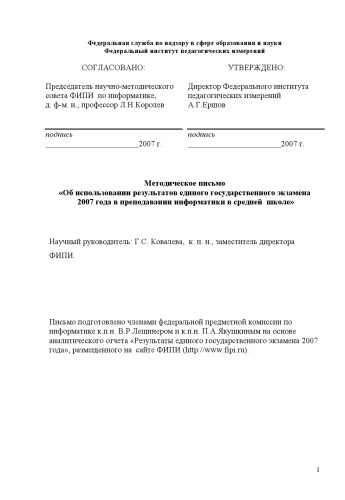 Федеральная служба по надзору в сфере образования и науки
Федеральный институт педагогических измерений
СОГЛАСОВАНО:
Председатель научно-методического
совета ФИПИ по информатике,
д. ф-м. н., профессор Л.Н.Королев
подпись
________________________2007 г.
УТВЕРЖДЕНО:
Директор Федерального института
педагогических измерений
А.Г.Ершов
подпись
________________________2007 г.
Методическое письмо
«Об использовании результатов единого государственного экзамена
2007 года в преподавании информатики в средней школе»
Научный руководитель: Г.С. Ковалева, к. п. н., заместитель директора
ФИПИ.
Письмо подготовлено членами федеральной предметной комиссии по
информатике к.п.н. В.Р.Лещинером и к.п.н. П.А.Якушкиным на основе
аналитического отчета «Результаты единого государственного экзамена 2007
года», размещенного на сайте ФИПИ (http://www.fipi.ru).
1